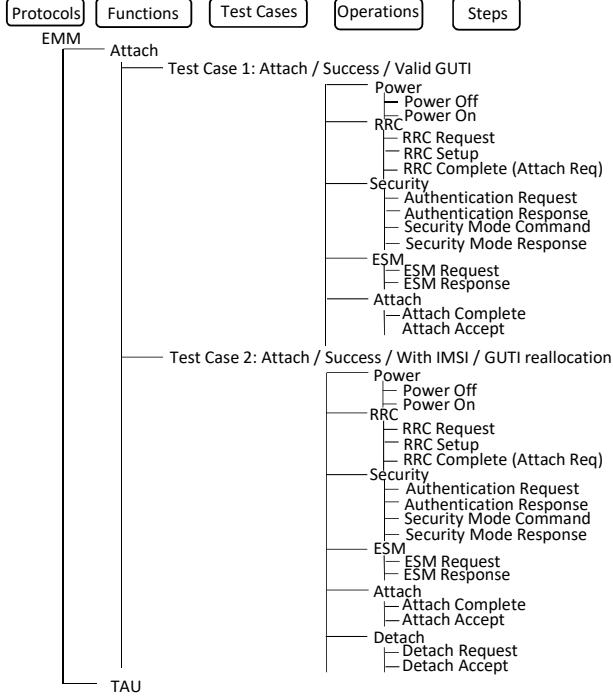 Protocols Functions Test Cases Operations Steps
EMM
Attach
Test Case 1: Attach / Success / Valid GUTI
Power
Power Off
Power On
RRC
RRC Request
RRC Setup
RRC Complete (Attach Req)
Security
Authentication Request
Authentication Response
Security Mode Command
Security Mode Response
ESM
ESM Request
ESM Response
Attach
Attach Complete
Attach Accept
Test Case 2: Attach / Success / With IMSI / GUTI reallocation
Power
Power Off
Power On
RRC
RRC Request
RRC Setup
RRC Complete (Attach Req)
Security
Authentication Request
Authentication Response
Security Mode Command
Security Mode Response
ESM
ESM Request
ESM Response
Attach
Attach Complete
Attach Accept
Detach
Detach Request
Detach Accept
TAU